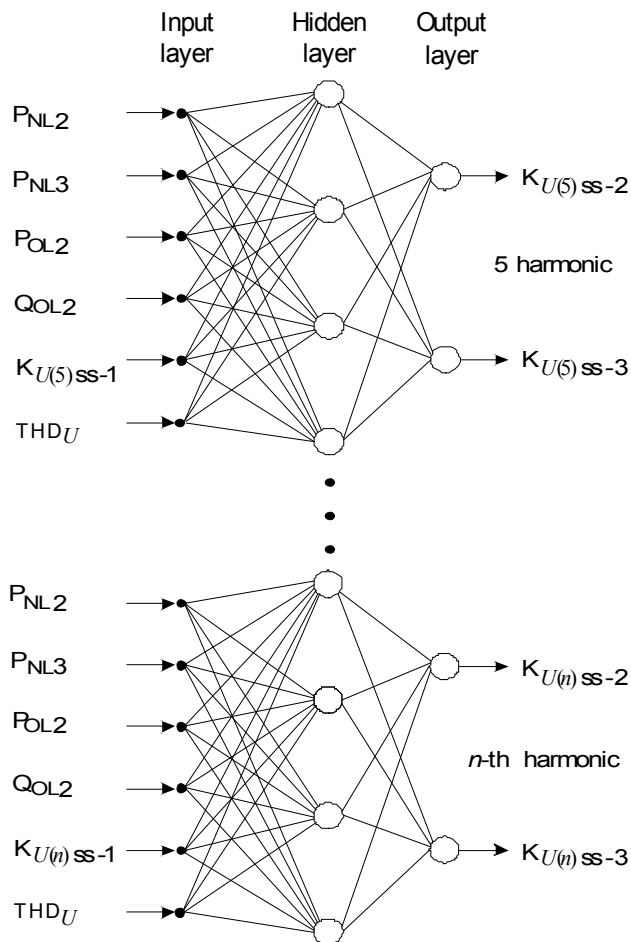 Input layer
Hidden layer
Output layer
PNL2
PNL3
POL2
QOL2
KU(5) ss-1
THDU
KU(5) ss-2
5 harmonic
KU(5) ss-3
PNL2
PNL3
POL2
QOL2
KU(n) ss-1
THDU
KU(n) ss-2
n-th harmonic
KU(n) ss-3